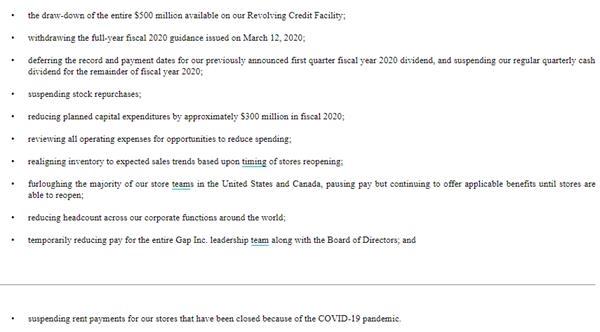 • the draw-down of the entire $500 million available on our Revolving Credit Facility;
• withdrawing the full-year fiscal 2020 guidance issued on March 12, 2020;
• deferring the record and payment dates for our previously announced first quarter fiscal year 2020 dividend, and suspending our regular quarterly cash
dividend for the remainder of fiscal year 2020;
• suspending stock repurchases;
• reducing planned capital expenditures by approximately $300 million in fiscal 2020;
• reviewing all operating expenses for opportunities to reduce spending;
• realigning inventory to expected sales trends based upon timing of stores reopening;
• furloughing the majority of our store teams in the United States and Canada, pausing pay but continuing to offer applicable benefits until stores are
able to reopen;
• reducing headcount across our corporate functions around the world;
• temporarily reducing pay for the entire Gap Inc. leadership team along with the Board of Directors; and
• suspending rent payments for our stores that have been closed because of the COVID-19 pandemic.